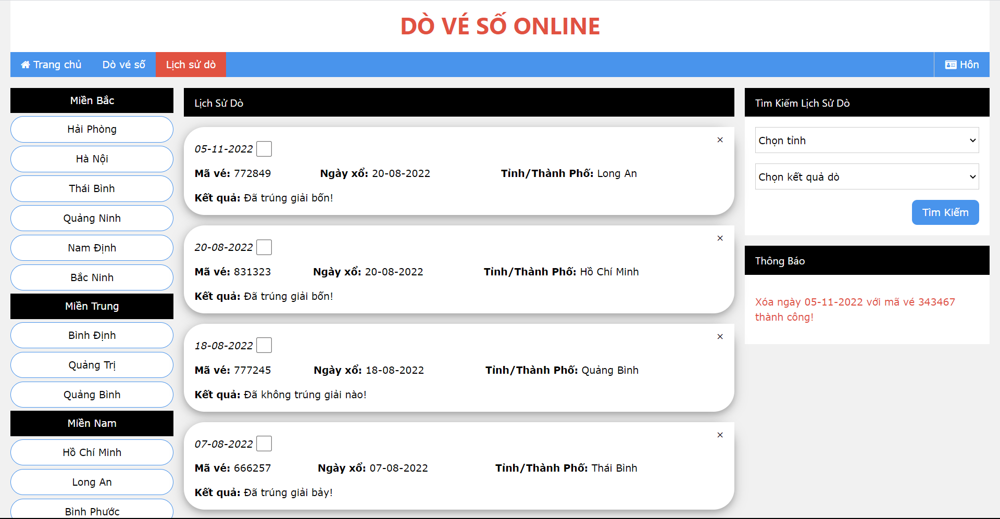 DÒ VÉ SỐ ONLINE
Trang chủ
Dò vé số
Lịch sử dò
Hôn
Miền Bắc
Hải Phòng
Hà Nội
Thái Bình
Quảng Ninh
Nam Định
Bắc Ninh
Miền Trung
Bình Định
Quảng Trị
Quảng Bình
Miền Nam
Hồ Chí Minh
Long An
Bình Phước
Lịch Sử Dò
05-11-2022
Mã vé: 772849 Ngày xổ: 20-08-2022 Tỉnh/Thành Phố: Long An
Kết quả: Đã trúng giải bốn!
20-08-2022
Mã vé: 831323 Ngày xổ: 20-08-2022 Tỉnh/Thành Phố: Hồ Chí Minh
Kết quả: Đã trúng giải bốn!
18-08-2022
Mã vé: 777245 Ngày xổ: 18-08-2022 Tỉnh/Thành Phố: Quảng Bình
Kết quả: Đã không trúng giải nào!
07-08-2022
Mã vé: 666257 Ngày xổ: 07-08-2022 Tỉnh/Thành Phố: Thái Bình
Kết quả: Đã trúng giải bảy!
Tìm Kiếm Lịch Sử Dò
Chọn tỉnh
Chọn kết quả dò
Tìm Kiếm
Thông Báo
Xóa ngày 05-11-2022 với mã vé 343467
thành công!